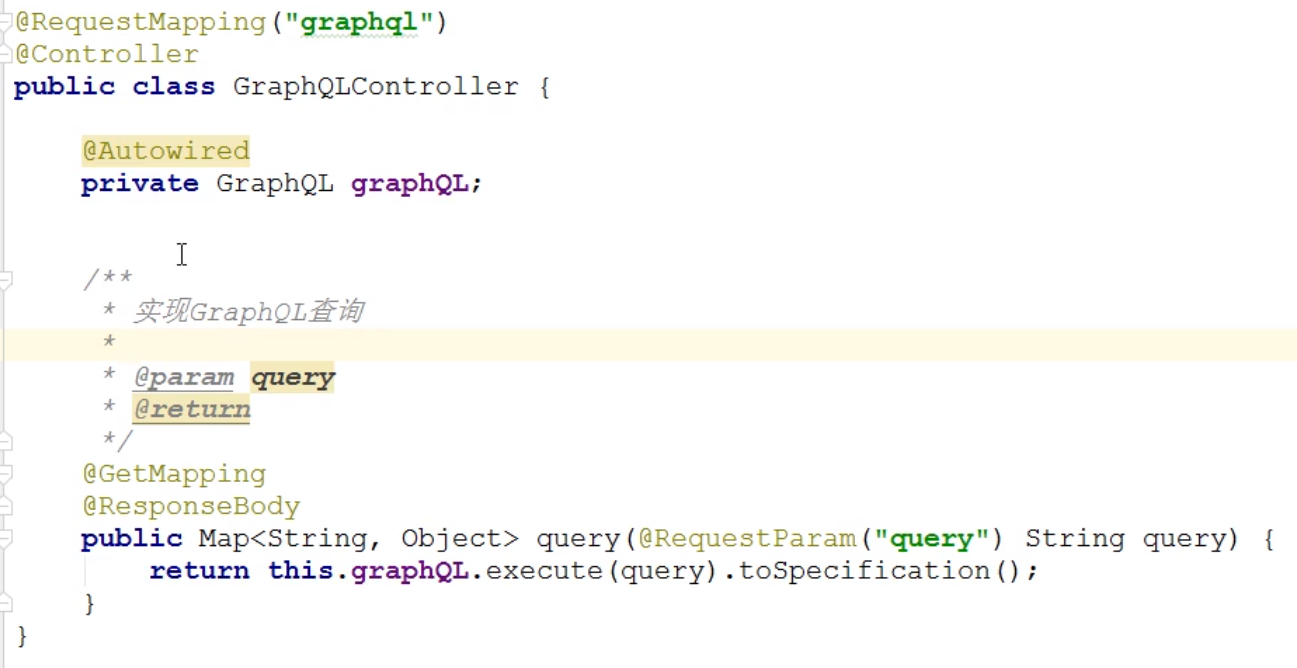 @RequestMapping("graphql")
@Controller
public class GraphQLController {
@Autowired
private GraphQL graphQL;
/**
* 实现GraphQL查询
*
* @param query
* @return
*/
@GetMapping
@ResponseBody
public Map<String, Object> query(@RequestParam("query") String query) {
return this.graphQL.execute(query).toSpecification();
}
}